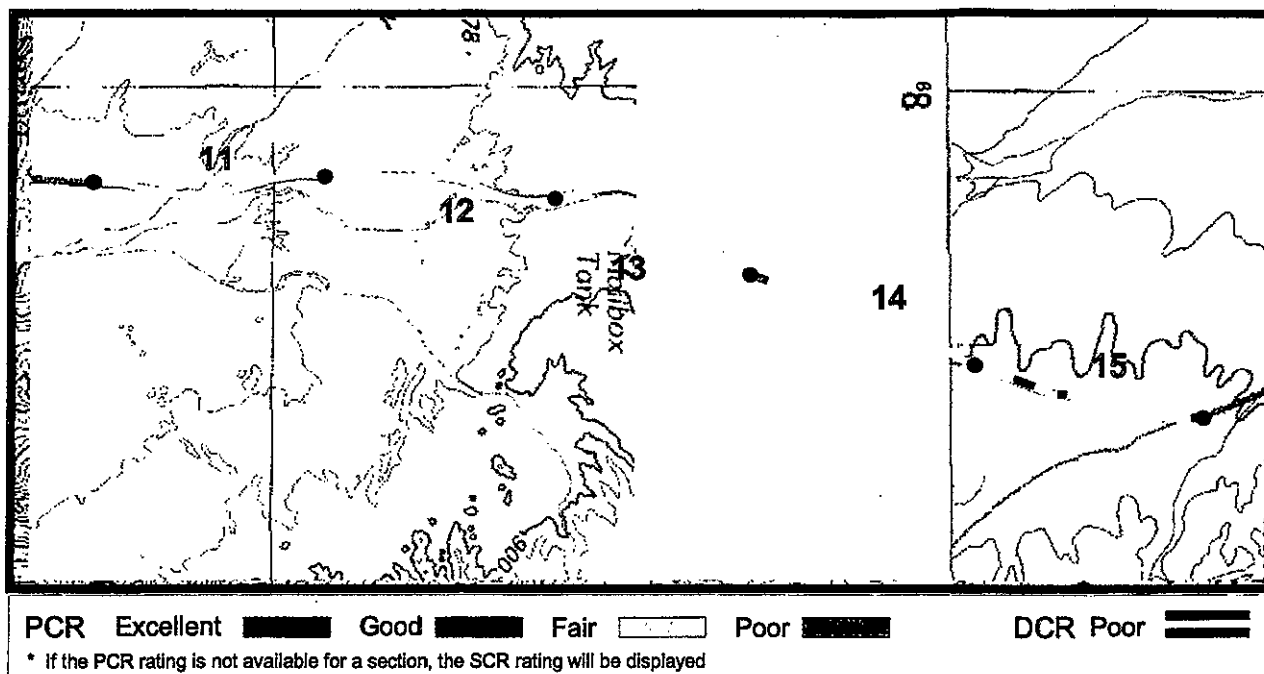 78
89
11
12
Mailbox
Tank
13
14
15
900
PCR Excellent Good Fair Poor DCR Poor
* If the PCR rating is not available for a section, the SCR rating will be displayed